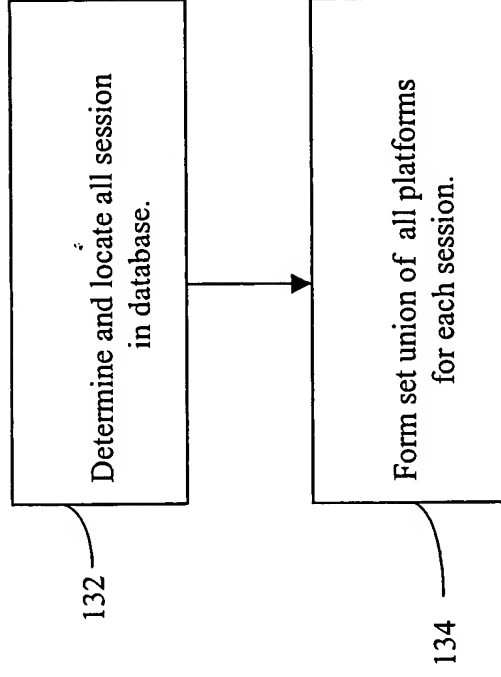 Determine and locate all session
in database.
132
Form set union of all platforms
for each session.
134